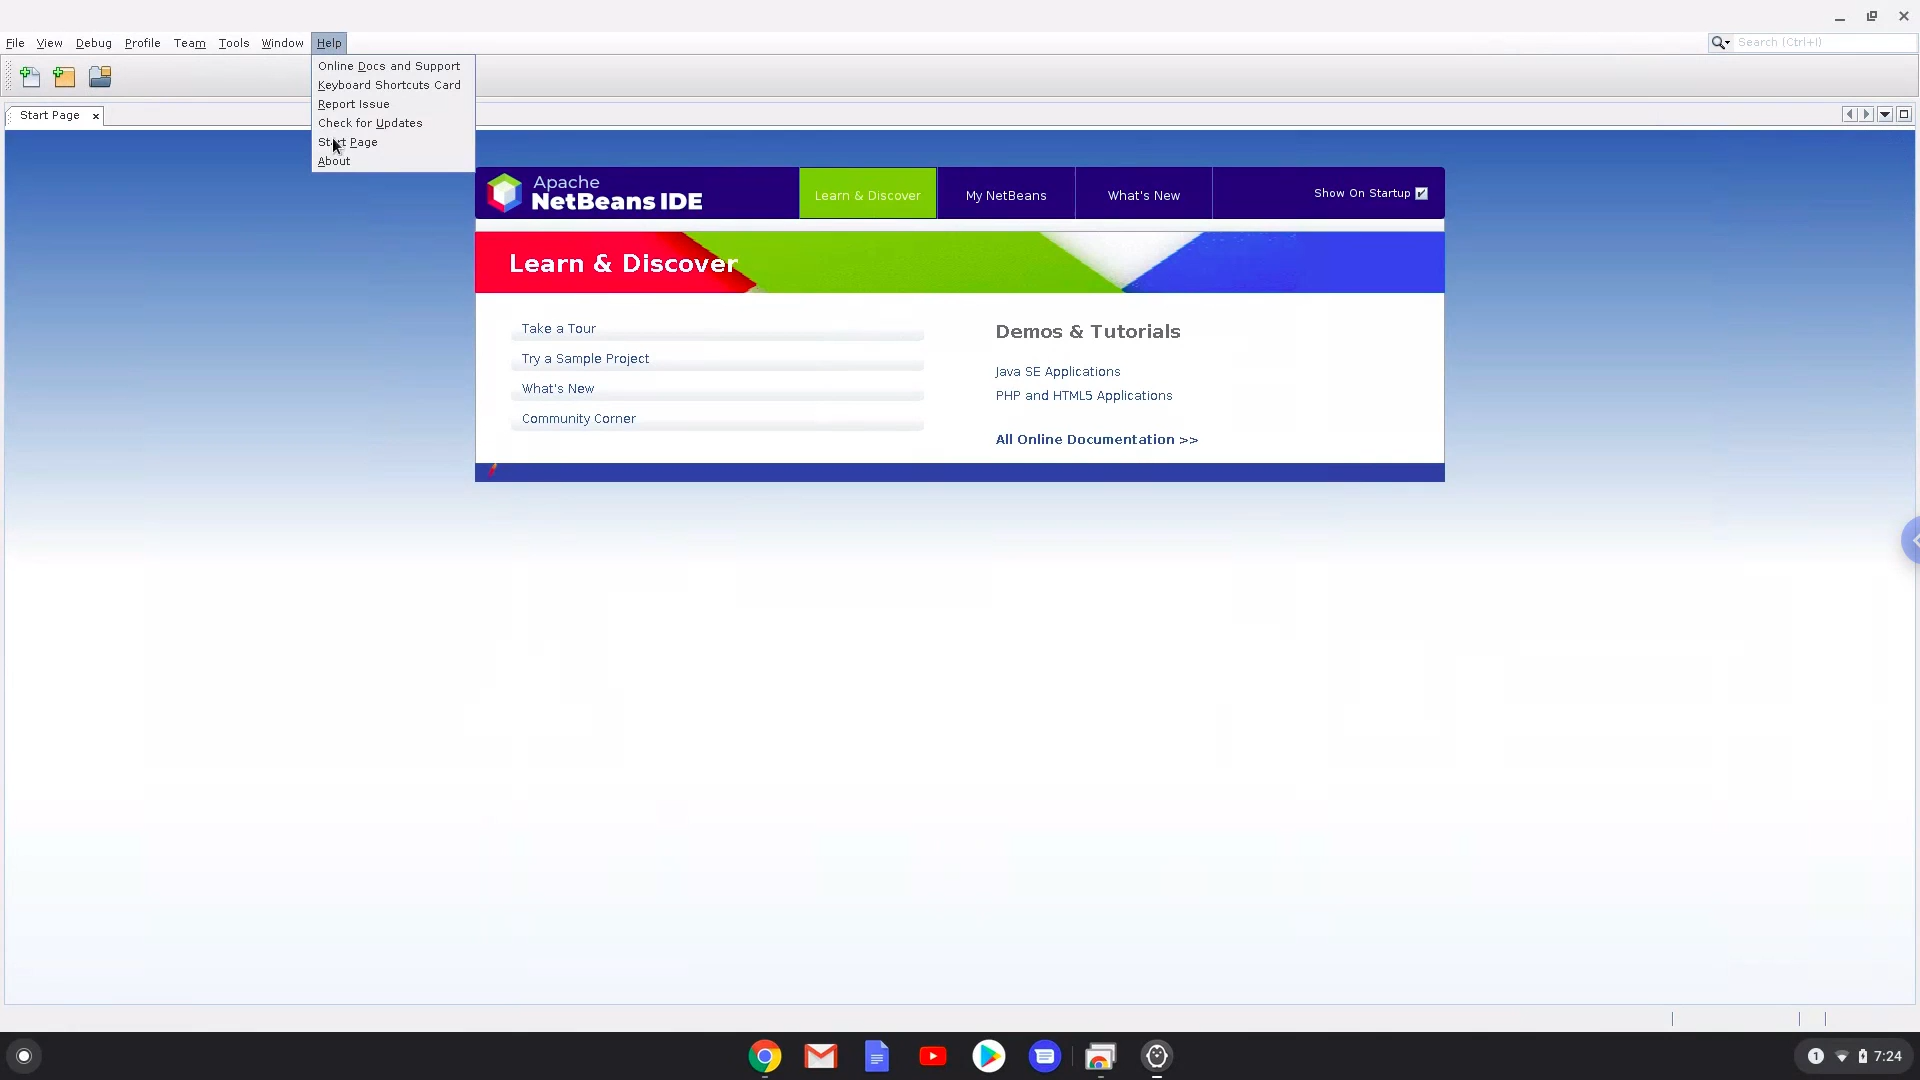 File View Debug Profile Team Tools Window Help
Search (Ctrl+I)
Online Docs and Support
Keyboard Shortcuts Card
Report Issue
Check for Updates
Start Page
About
Start Page
Apache
NetBeans IDE
Learn & Discover
My NetBeans
What's New
Show On Startup
Learn & Discover
Take a Tour
Try a Sample Project
What's New
Community Corner
Demos & Tutorials
Java SE Applications
PHP and HTML5 Applications
All Online Documentation >>
1
7:24